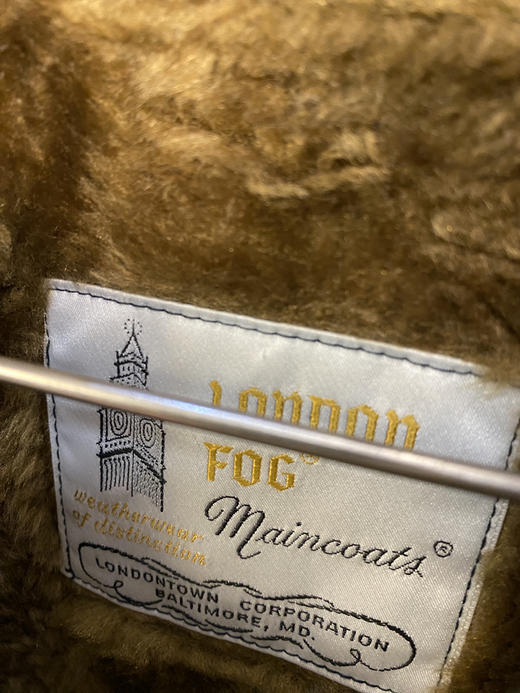 LONDON
FOG®
Maincoats®
weatherwear
of distinction
LONDONTOWN CORPORATION
BALTIMORE, MD.